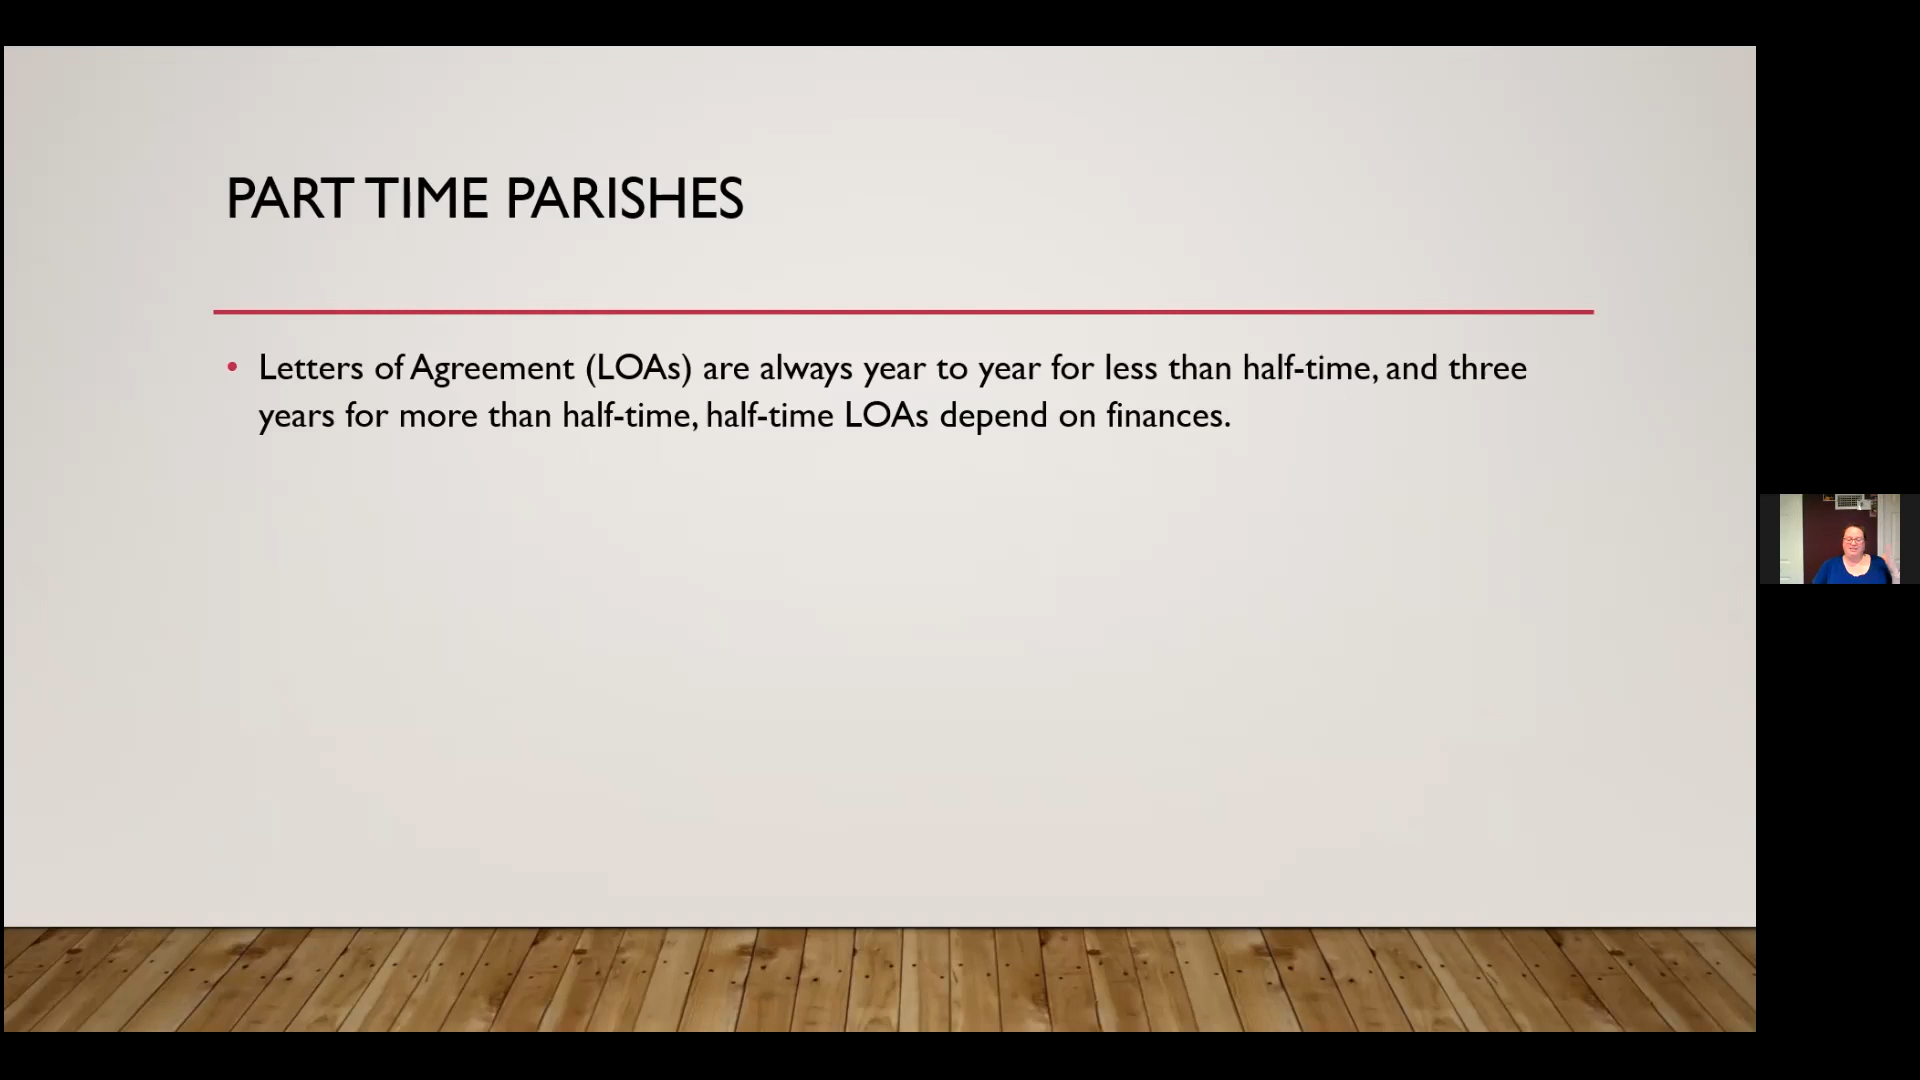 PART TIME PARISHES
• Letters of Agreement (LOAs) are always year to year for less than half-time, and three
years for more than half-time, half-time LOAs depend on finances.